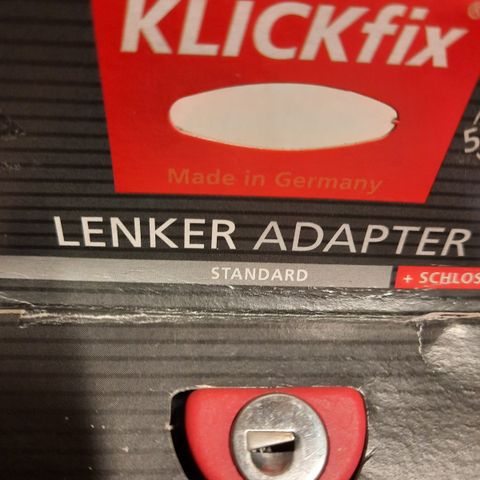 KLICKfix
Made in Germany
LENKER ADAPTER
STANDARD